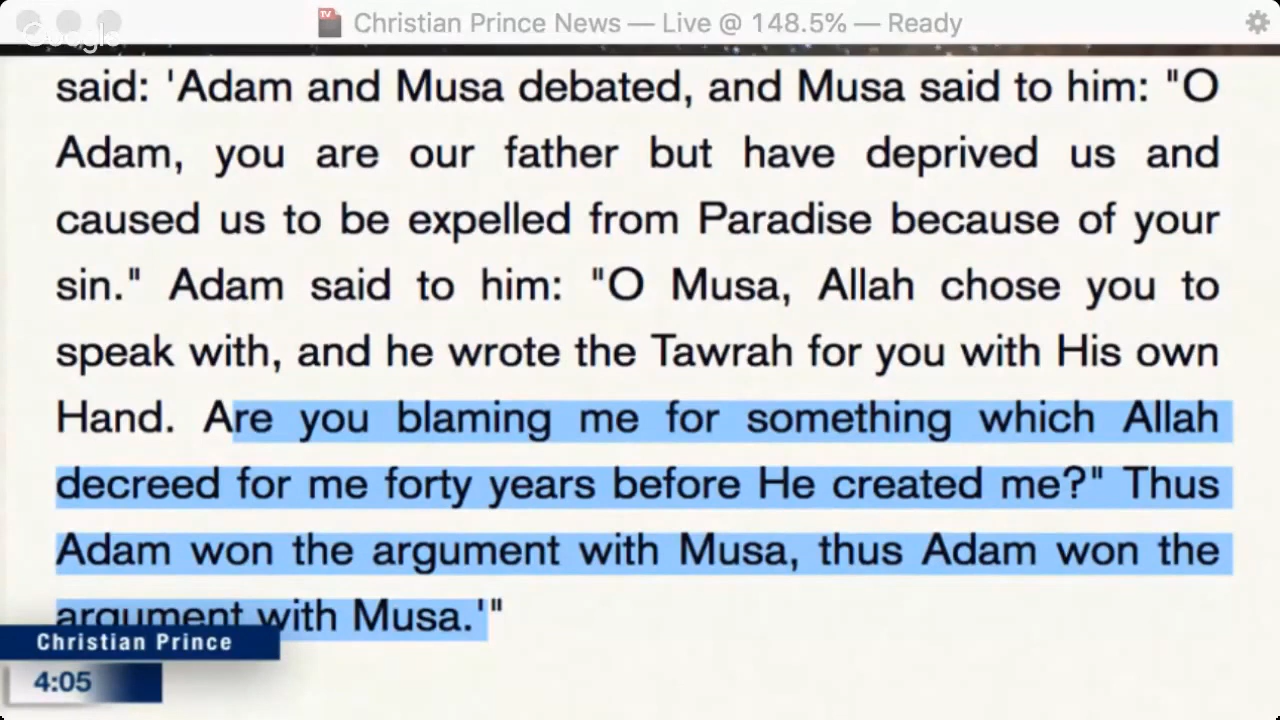 Christian Prince News — Live @ 148.5% — Ready
Google
said: 'Adam and Musa debated, and Musa said to him: "O
Adam, you are our father but have deprived us and
caused us to be expelled from Paradise because of your
sin." Adam said to him: "O Musa, Allah chose you to
speak with, and he wrote the Tawrah for you with His own
Hand. Are you blaming me for something which Allah
decreed for me forty years before He created me?" Thus
Adam won the argument with Musa, thus Adam won the
argument with Musa.'"
Christian Prince
4:05